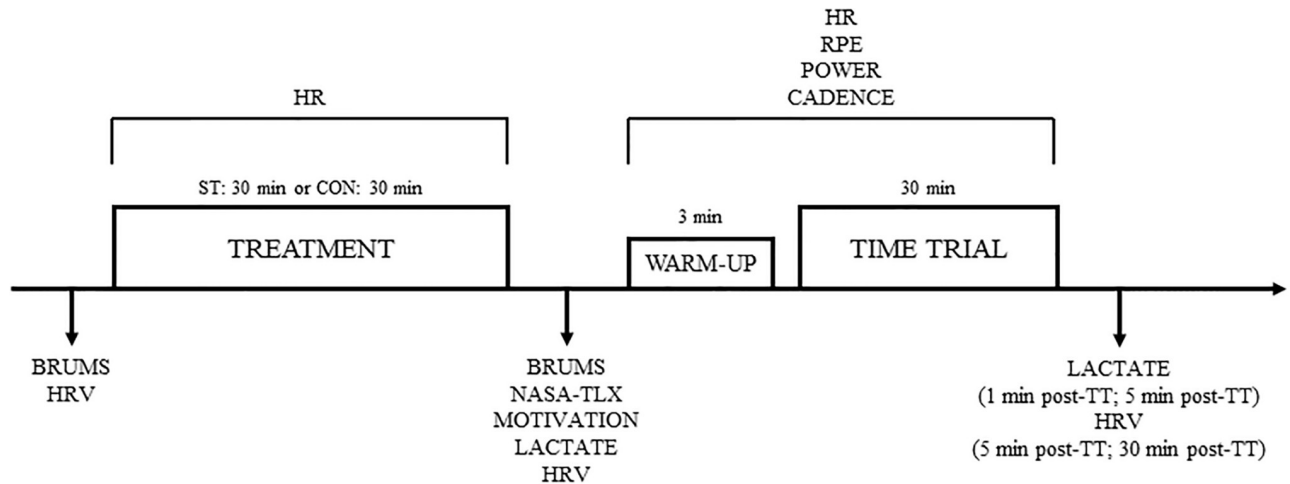 HR
RPE
POWER
CADENCE
HR
ST: 30 min or CON: 30 min
TREATMENT
3 min
WARM-UP
30 min
TIME TRIAL
BRUMS
HRV
BRUMS
NASA-TLX
MOTIVATION
LACTATE
HRV
LACTATE
(1 min post-TT; 5 min post-TT)
HRV
(5 min post-TT; 30 min post-TT)